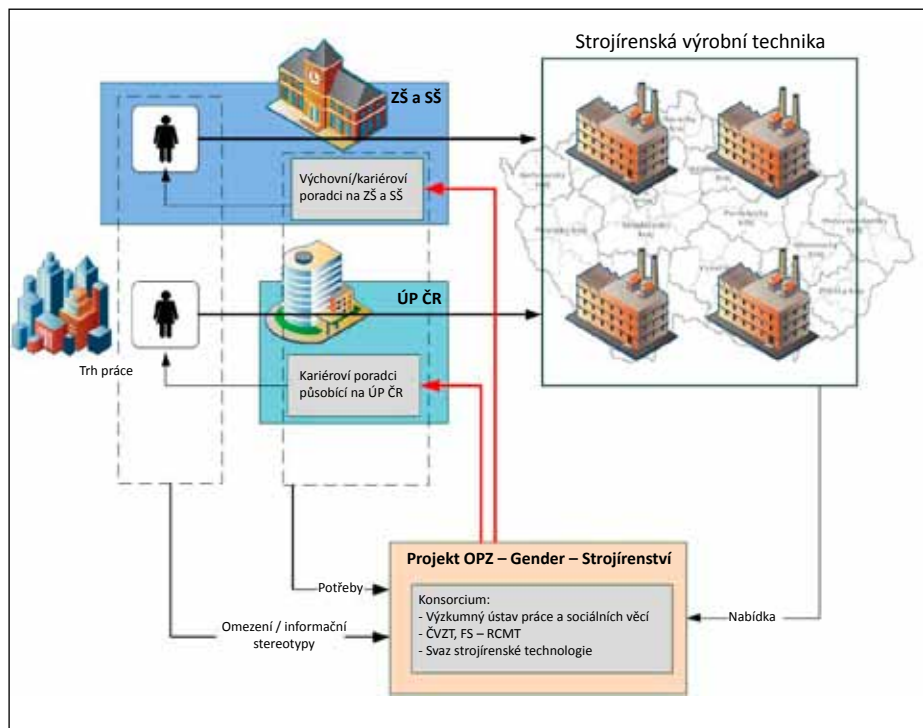 Strojírenská výrobní technika
ZŠ a SŠ
Výchovní/kariéroví
poradci na ZŠ a SŠ
ÚP ČR
Trh práce
Kariéroví poradci
působící na ÚP ČR
Projekt OPZ – Gender – Strojírenství
Potřeby
Konsorcium:
- Výzkumný ústav práce a sociálních věcí
- ČVZT, FS – RCMT
- Svaz strojírenské technologie
Nabídka
Omezení / informační
stereotypy